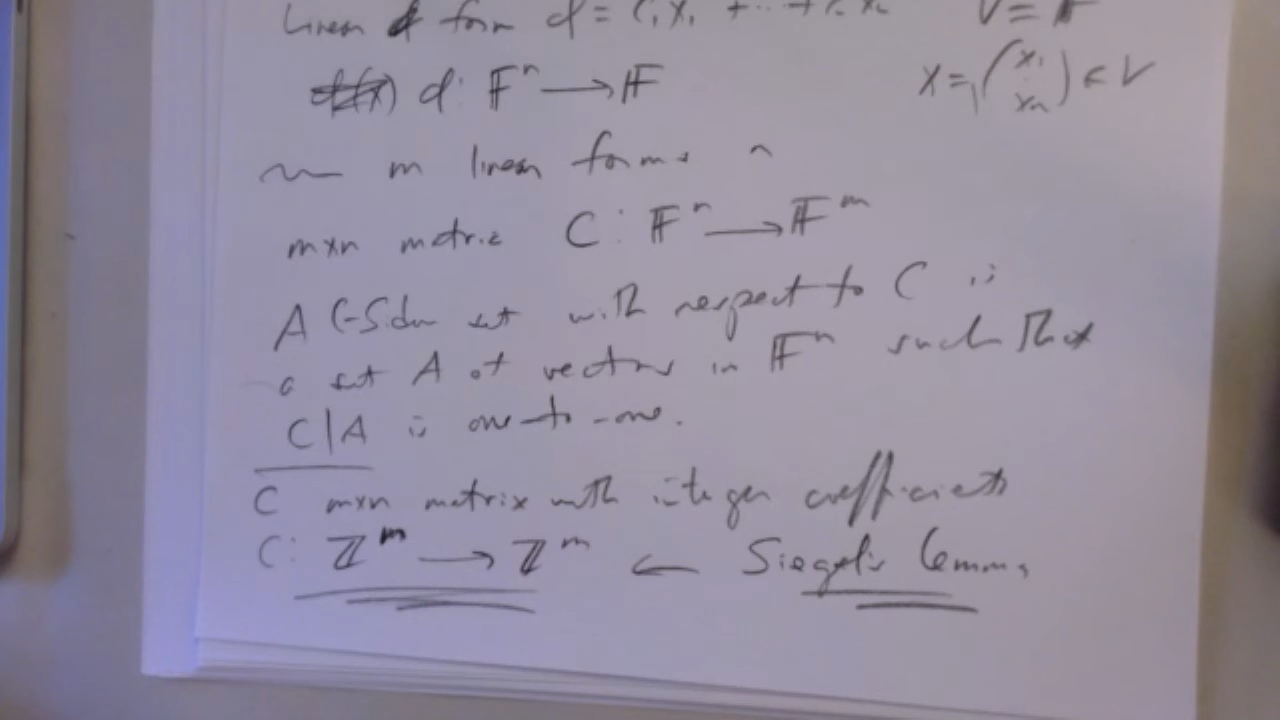 Linear form φ = c₁x₁ + ... + cₙxₙ V = F
φ: 𝔽ⁿ → 𝔽 X = (x₁ ⋮ xₙ) ∈ V
m linear forms ~
m×n matrix C: 𝔽ⁿ → 𝔽ᵐ
A C-Sidon set with respect to C is
a set A of vectors in 𝔽ⁿ such that
C|A is one-to-one.
C m×n matrix with integer coefficients
C: ℤᵐ → ℤᵐ ← Siegel's Lemma